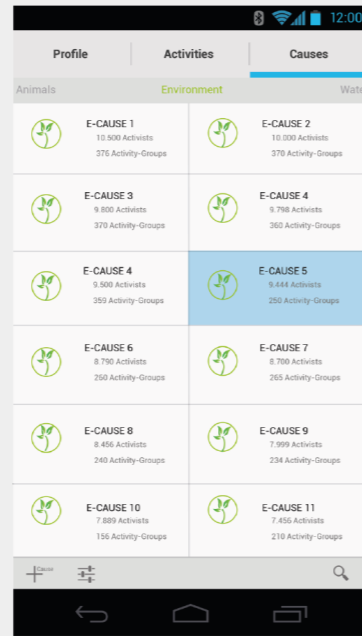 12:00
Profile Activities Causes
Animals Environment Wate
E-CAUSE 1
10.500 Activists
376 Activity-Groups
E-CAUSE 2
10.000 Activists
370 Activity-Groups
E-CAUSE 3
9.800 Activists
370 Activity-Groups
E-CAUSE 4
9.798 Activists
360 Activity-Groups
E-CAUSE 4
9.500 Activists
359 Activity-Groups
E-CAUSE 5
9.444 Activists
250 Activity-Groups
E-CAUSE 6
8.790 Activists
250 Activity-Groups
E-CAUSE 7
8.700 Activists
265 Activity-Groups
E-CAUSE 8
8.456 Activists
240 Activity-Groups
E-CAUSE 9
7.999 Activists
234 Activity-Groups
E-CAUSE 10
7.889 Activists
156 Activity-Groups
E-CAUSE 11
7.456 Activists
210 Activity-Groups
Cause